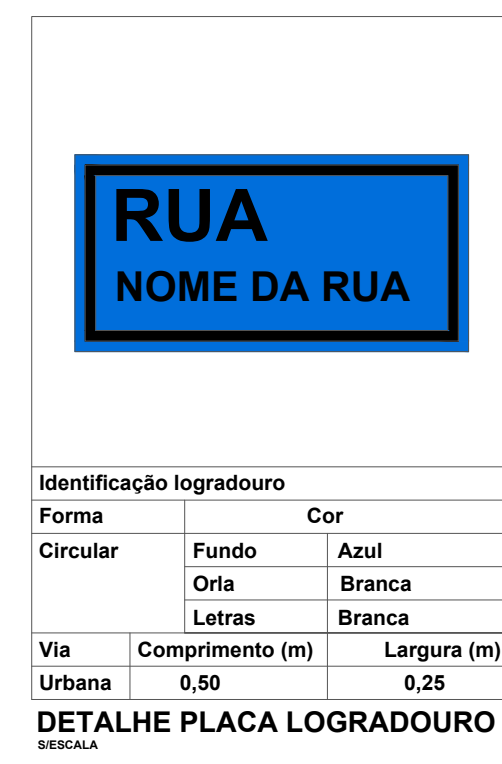 RUA
NOME DA RUA
Identificação logradouro
Forma Cor
Circular Fundo Azul
Orla Branca
Letras Branca
Via Comprimento (m) Largura (m)
Urbana 0,50 0,25
DETALHE PLACA LOGRADOURO
S/ESCALA